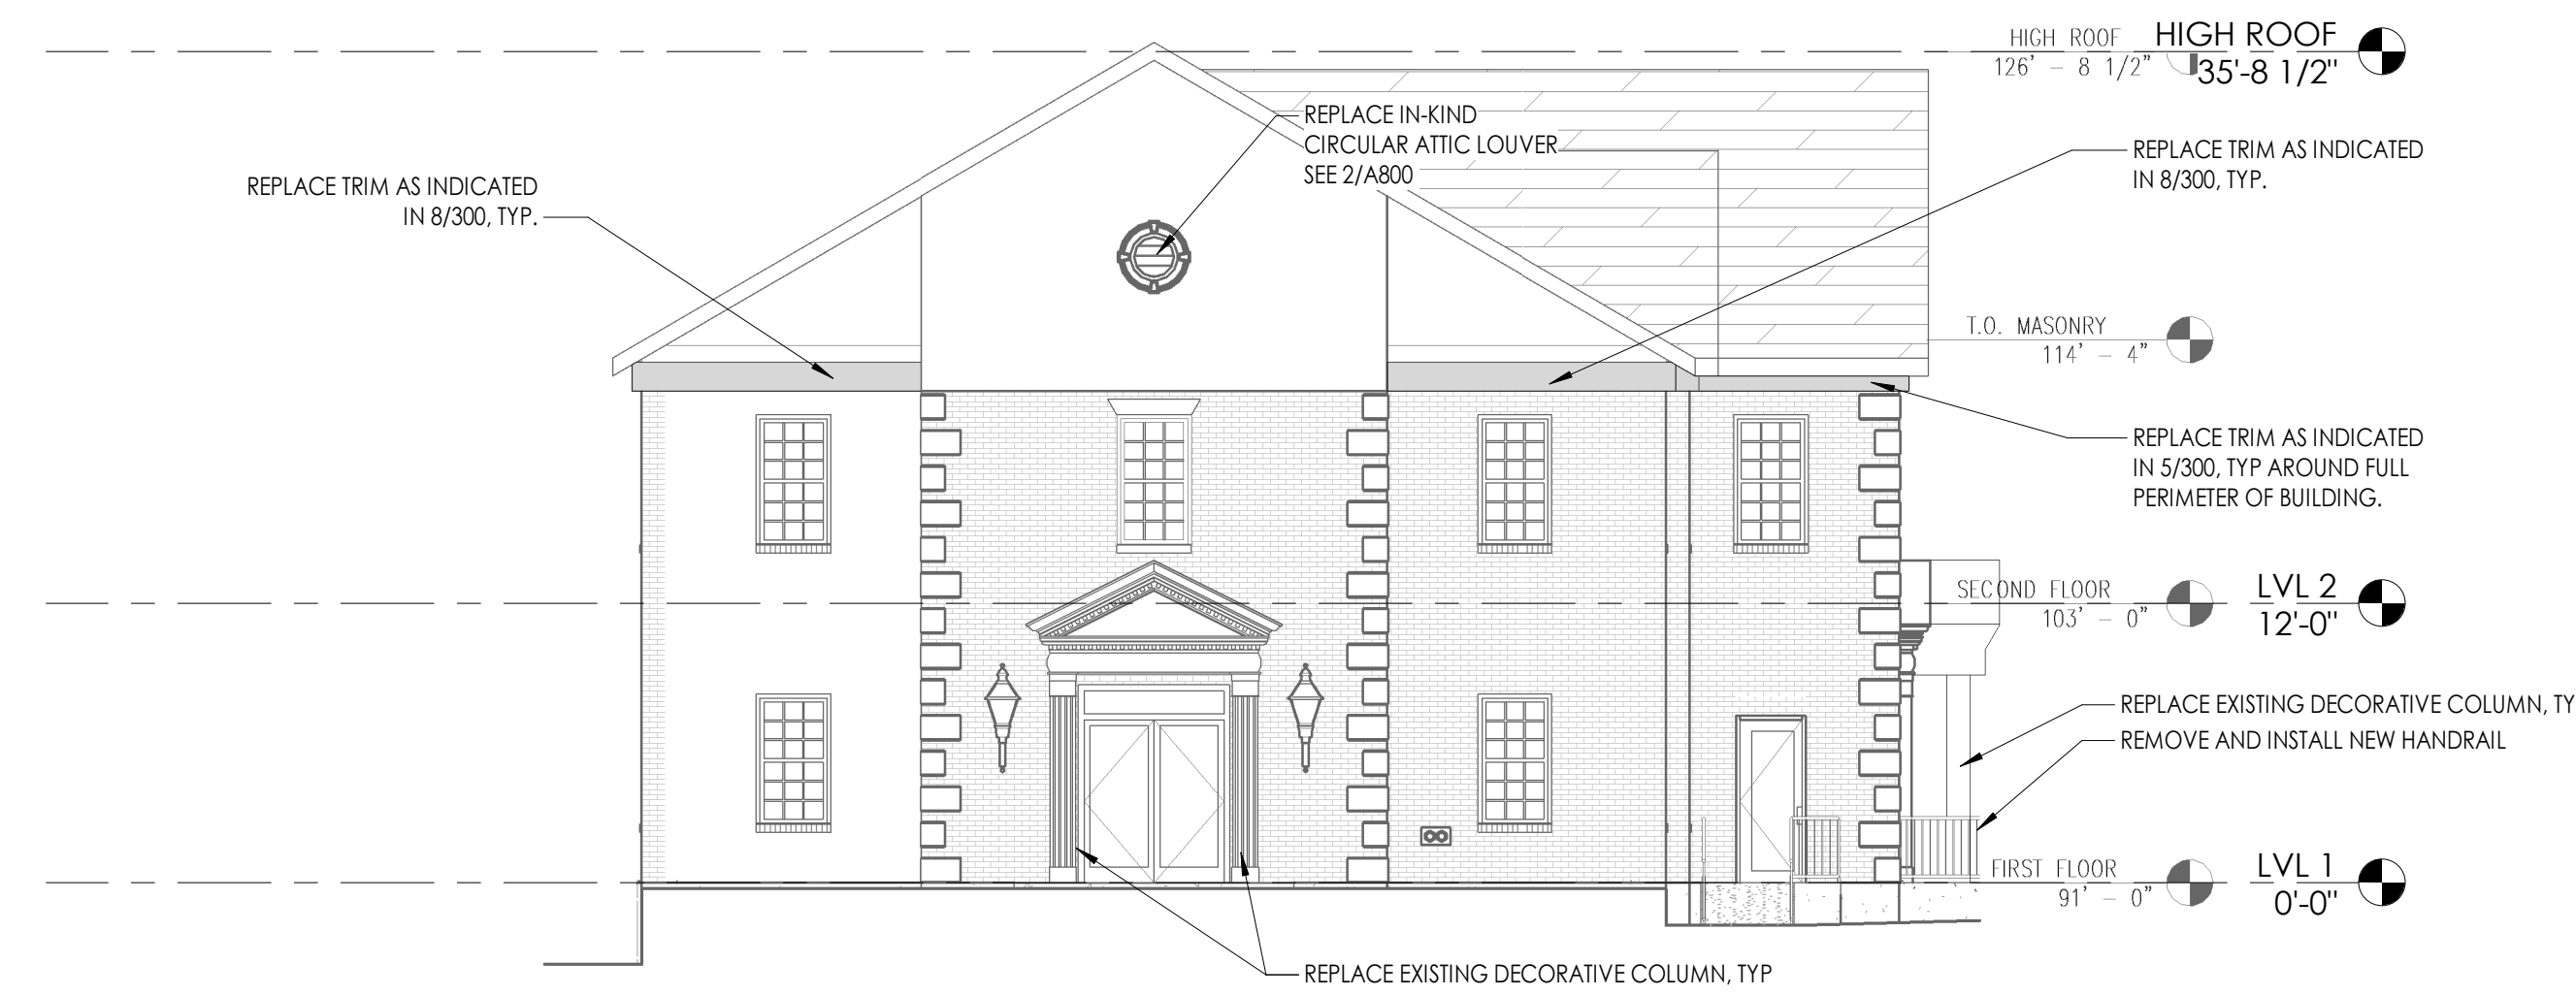 HIGH ROOF
126' - 8 1/2"
HIGH ROOF
35'-8 1/2"
REPLACE IN-KIND
CIRCULAR ATTIC LOUVER
SEE 2/A800
REPLACE TRIM AS INDICATED
IN 8/300, TYP.
REPLACE TRIM AS INDICATED
IN 8/300, TYP.
T.O. MASONRY
114' - 4"
REPLACE TRIM AS INDICATED
IN 5/300, TYP AROUND FULL
PERIMETER OF BUILDING.
SECOND FLOOR
103' - 0"
LVL 2
12'-0"
REPLACE EXISTING DECORATIVE COLUMN, TY
REMOVE AND INSTALL NEW HANDRAIL
FIRST FLOOR
91' - 0"
LVL 1
0'-0"
REPLACE EXISTING DECORATIVE COLUMN, TYP